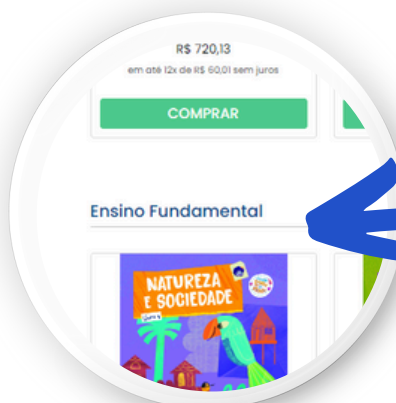 R$ 720,13
em até 12x de R$ 60,01 sem juros
COMPRAR
Ensino Fundamental
NATUREZA
E SOCIEDADE